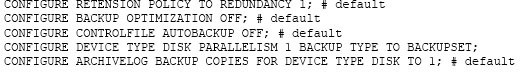 CONFIGURE RETENSION POLICY TO REDUNDANCY 1; # default
CONFIGURE BACKUP OPTIMIZATION OFF; # default
CONFIGURE CONTROLFILE AUTOBACKUP OFF; # default
CONFIGURE DEVICE TYPE DISK PARALLELISM 1 BACKUP TYPE TO BACKUPSET;
CONFIGURE ARCHIVELOG BACKUP COPIES FOR DEVICE TYPE DISK TO 1; # default